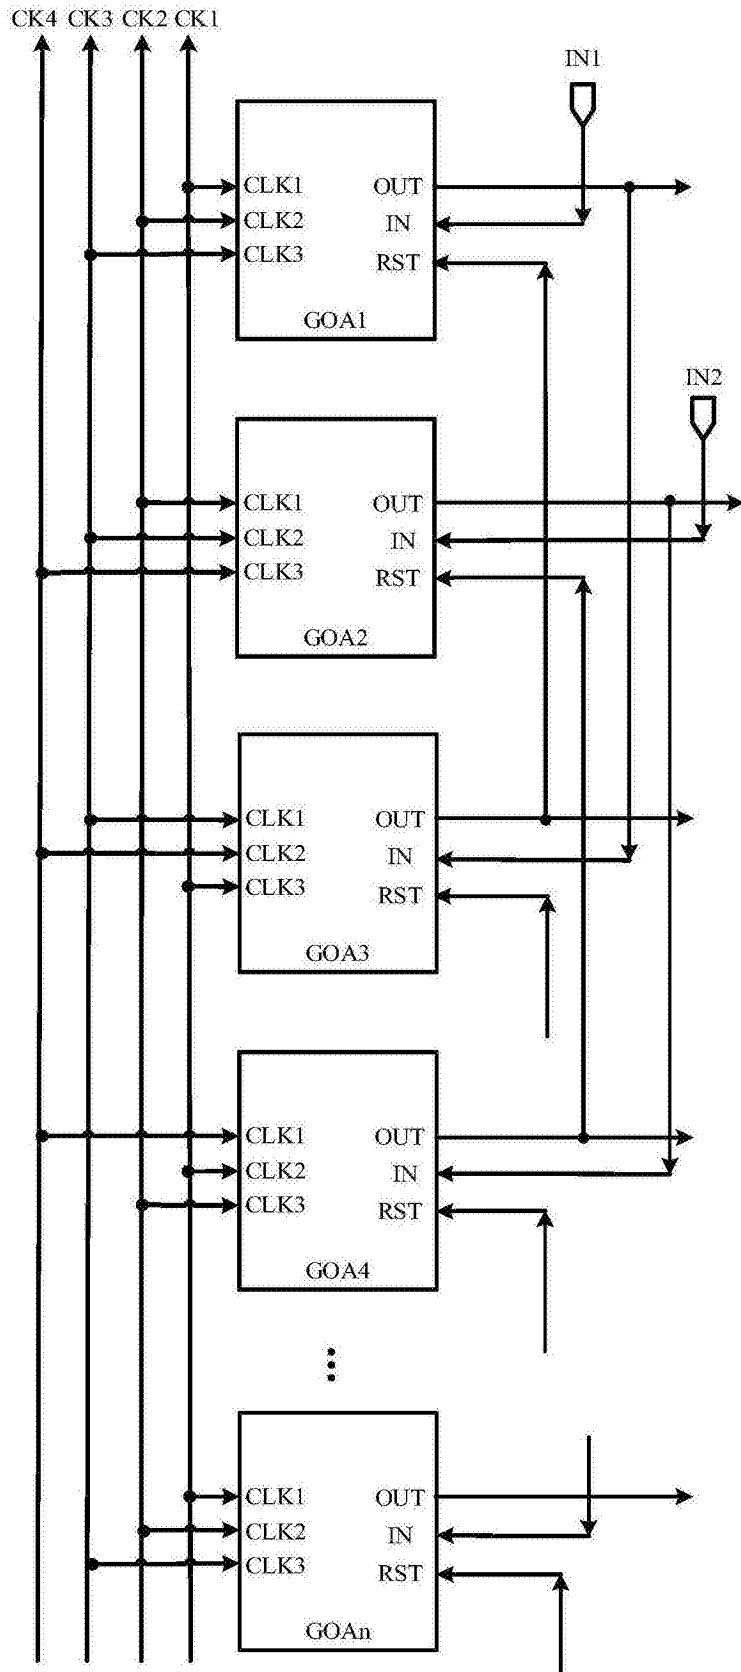 CK4 CK3 CK2 CK1
IN1
CLK1 OUT
CLK2 IN
CLK3 RST
GOA1
IN2
CLK1 OUT
CLK2 IN
CLK3 RST
GOA2
CLK1 OUT
CLK2 IN
CLK3 RST
GOA3
CLK1 OUT
CLK2 IN
CLK3 RST
GOA4
CLK1 OUT
CLK2 IN
CLK3 RST
GOAn